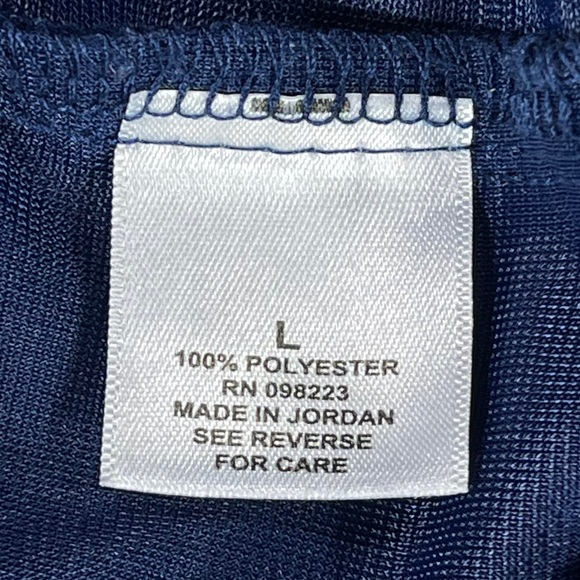 L
100% POLYESTER
RN 098223
MADE IN JORDAN
SEE REVERSE
FOR CARE